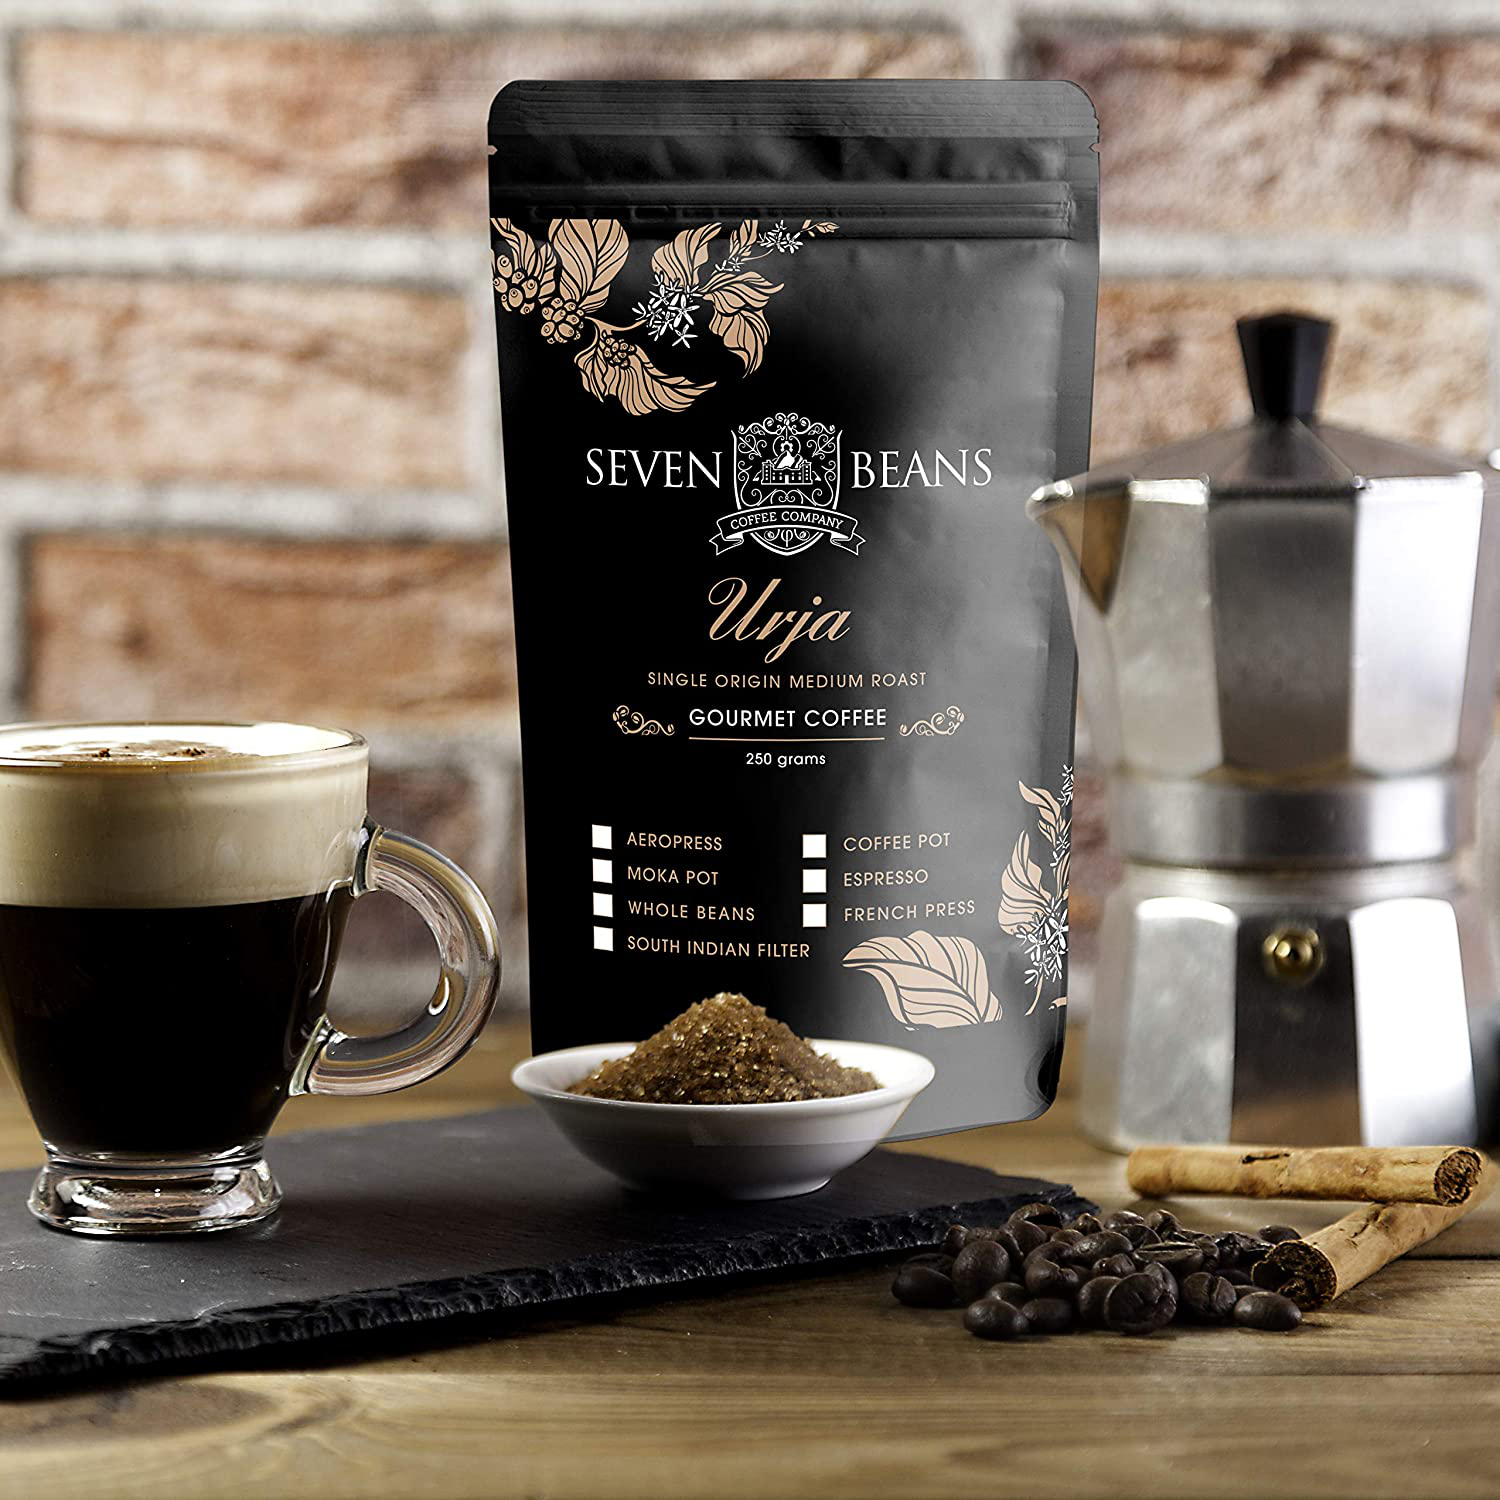 SEVEN BEANS
COFFEE COMPANY
Urja
SINGLE ORIGIN MEDIUM ROAST
GOURMET COFFEE
250 grams
AEROPRESS
MOKA POT
WHOLE BEANS
SOUTH INDIAN FILTER
COFFEE POT
ESPRESSO
FRENCH PRESS